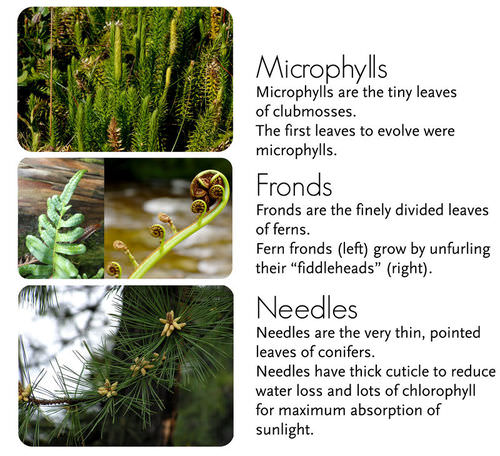 Microphylls
Microphylls are the tiny leaves
of clubmosses.
The first leaves to evolve were
microphylls.
Fronds
Fronds are the finely divided leaves
of ferns.
Fern fronds (left) grow by unfurling
their “fiddleheads” (right).
Needles
Needles are the very thin, pointed
leaves of conifers.
Needles have thick cuticle to reduce
water loss and lots of chlorophyll
for maximum absorption of
sunlight.